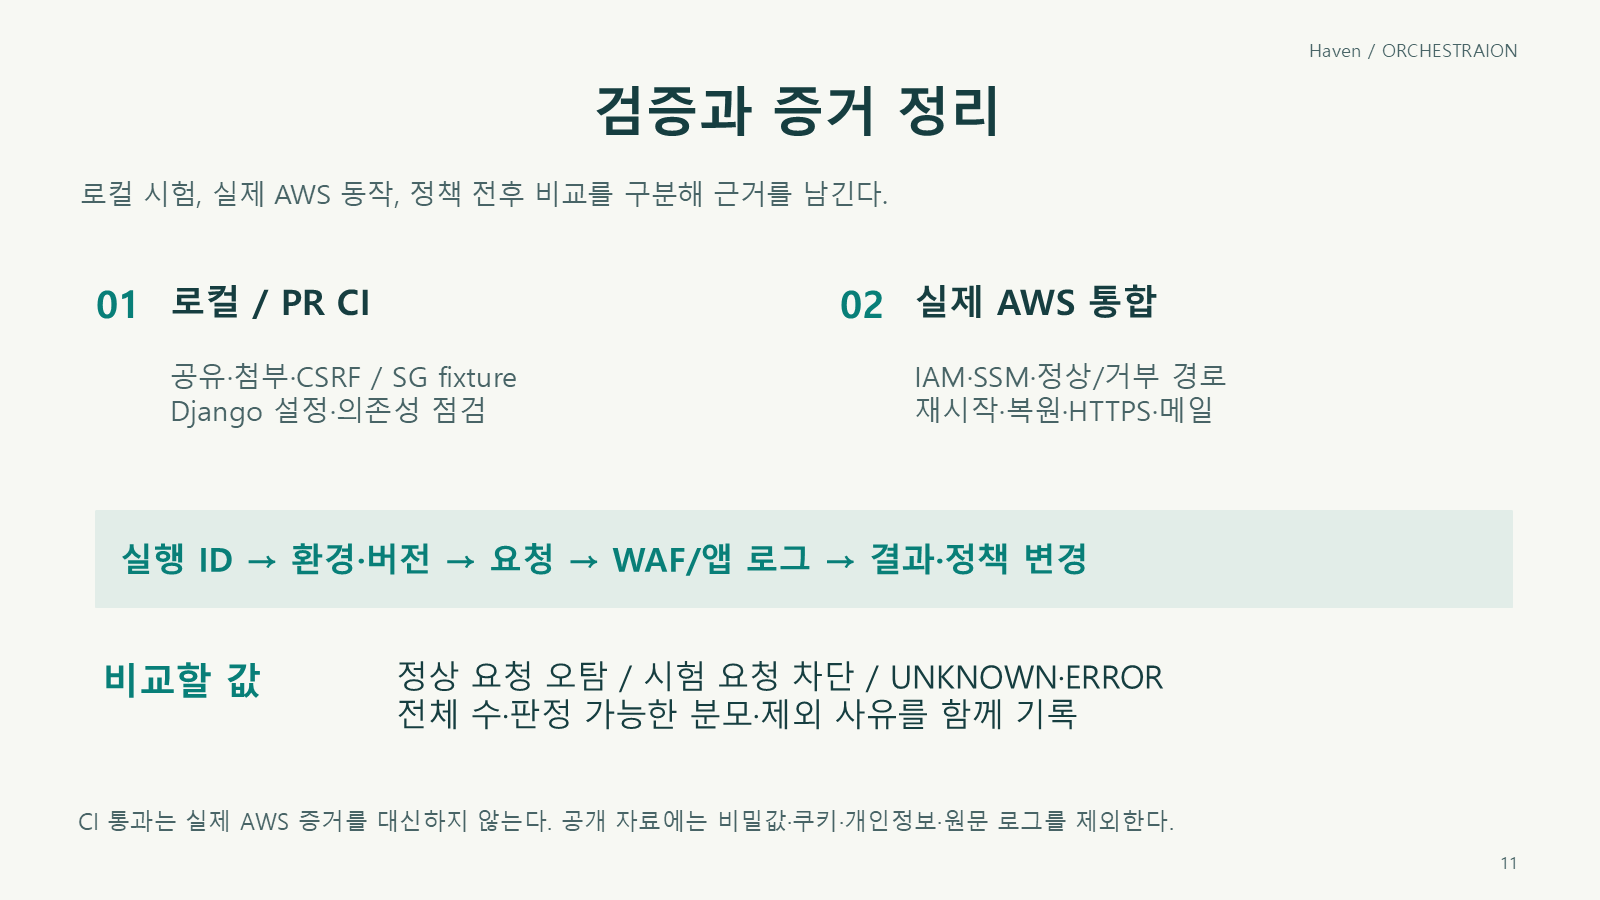 Haven / ORCHESTRAION
검증과 증거 정리
로컬 시험, 실제 AWS 동작, 정책 전후 비교를 구분해 근거를 남긴다.
01 로컬 / PR CI
공유·첨부·CSRF / SG fixture
Django 설정·의존성 점검
02 실제 AWS 통합
IAM·SSM·정상/거부 경로
재시작·복원·HTTPS·메일
실행 ID → 환경·버전 → 요청 → WAF/앱 로그 → 결과·정책 변경
비교할 값
정상 요청 오탐 / 시험 요청 차단 / UNKNOWN·ERROR
전체 수·판정 가능한 분모·제외 사유를 함께 기록
CI 통과는 실제 AWS 증거를 대신하지 않는다. 공개 자료에는 비밀값·쿠키·개인정보·원문 로그를 제외한다.
11